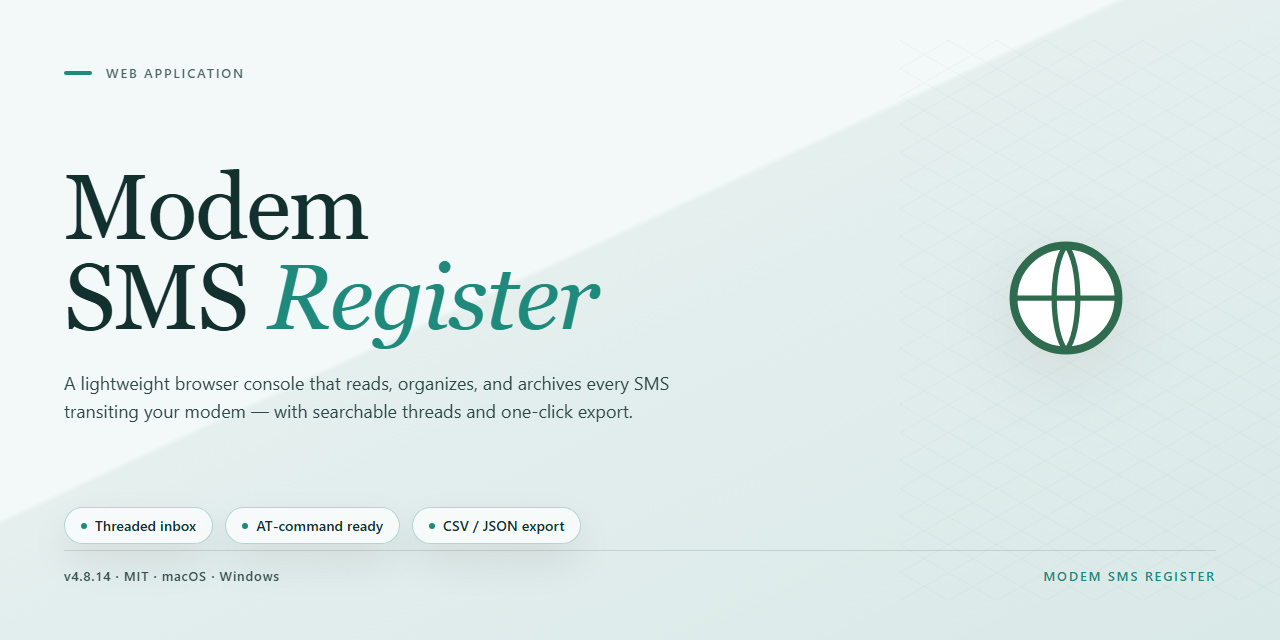 WEB APPLICATION
Modem
SMS Register
A lightweight browser console that reads, organizes, and archives every SMS
transiting your modem — with searchable threads and one-click export.
Threaded inbox
AT-command ready
CSV / JSON export
v4.8.14 · MIT · macOS · Windows
MODEM SMS REGISTER